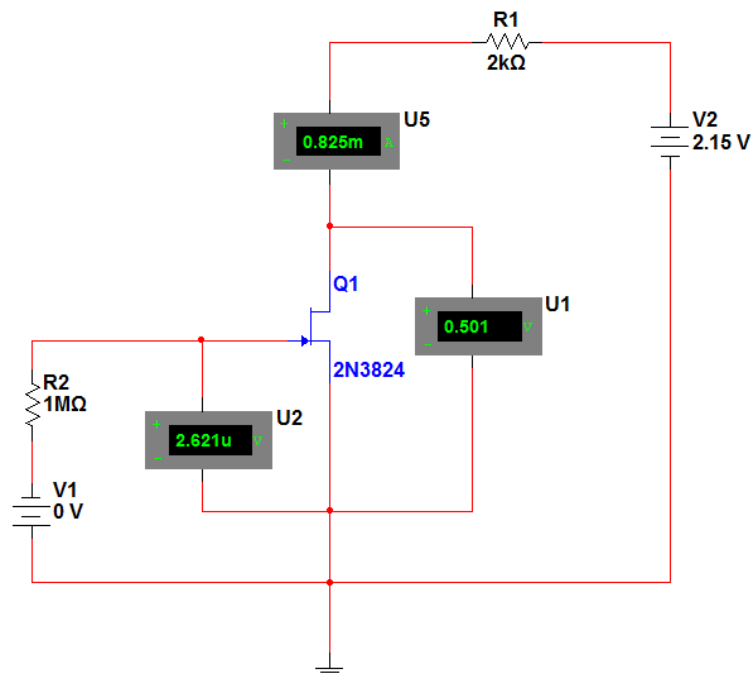 R1
2kΩ
U5
+
0.825m A
-
V2
2.15 V
Q1
U1
+
0.501 V
-
2N3824
R2
1MΩ
U2
+
2.621u V
-
V1
0 V